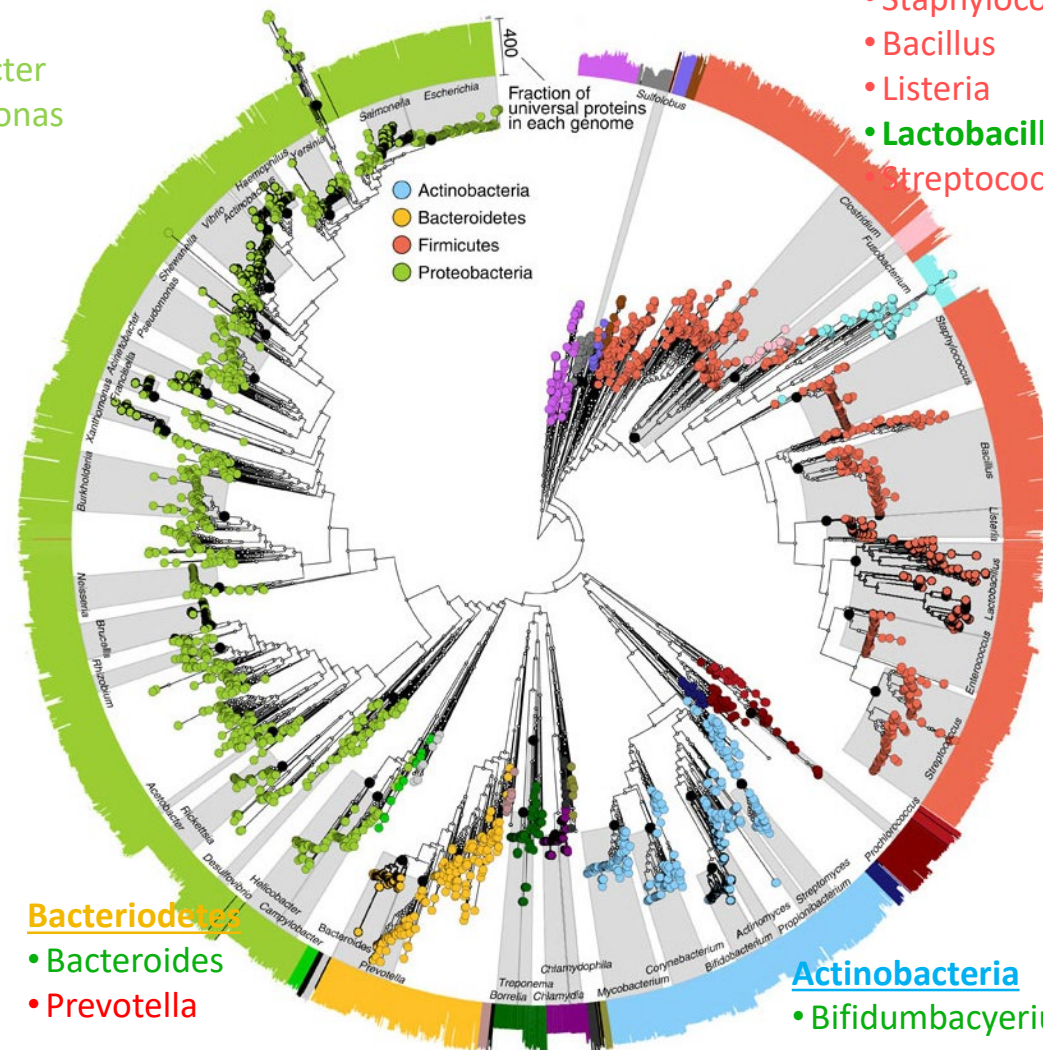 • Bacillus
• Listeria
400
Fraction of
universal proteins
in each genome
Actinobacteria
Bacteroidetes
Firmicutes
Proteobacteria
Escherichia
Salmonella
Yersinia
Haemophilus
Actinobacillus
Vibrio
Shewanella
Pseudomonas
Acinetobacter
Francisella
Xanthomonas
Burkholderia
Neisseria
Brucella
Rhizobium
Acetobacter
Rickettsia
Desulfovibrio
Helicobacter
Campylobacter
Bacteroides
Prevotella
Treponema
Borrelia
Chlamydophila
Chlamydia
Mycobacterium
Corynebacterium
Bifidobacterium
Actinomyces
Propionibacterium
Streptomyces
Prochlorococcus
Streptococcus
Enterococcus
Lactobacillus
Listeria
Bacillus
Staphylococcus
Fusobacterium
Clostridium
Sulfolobus
Bacteriodetes
• Bacteroides
• Prevotella
Actinobacteria